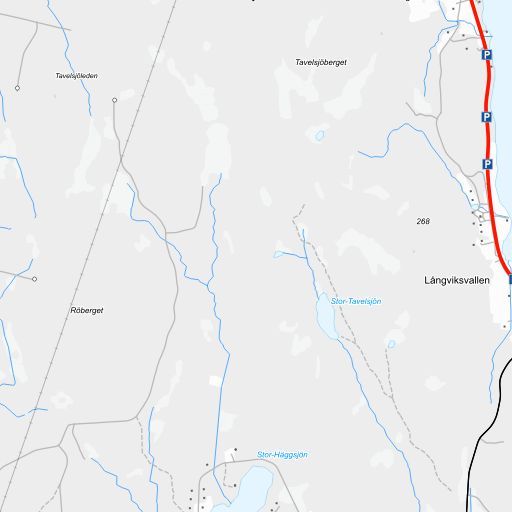 Tavelsjöberget
Tavelsjöleden
P
P
P
268
Långviksvallen
Stor-Tavelsjön
Röberget
Stor-Häggsjön